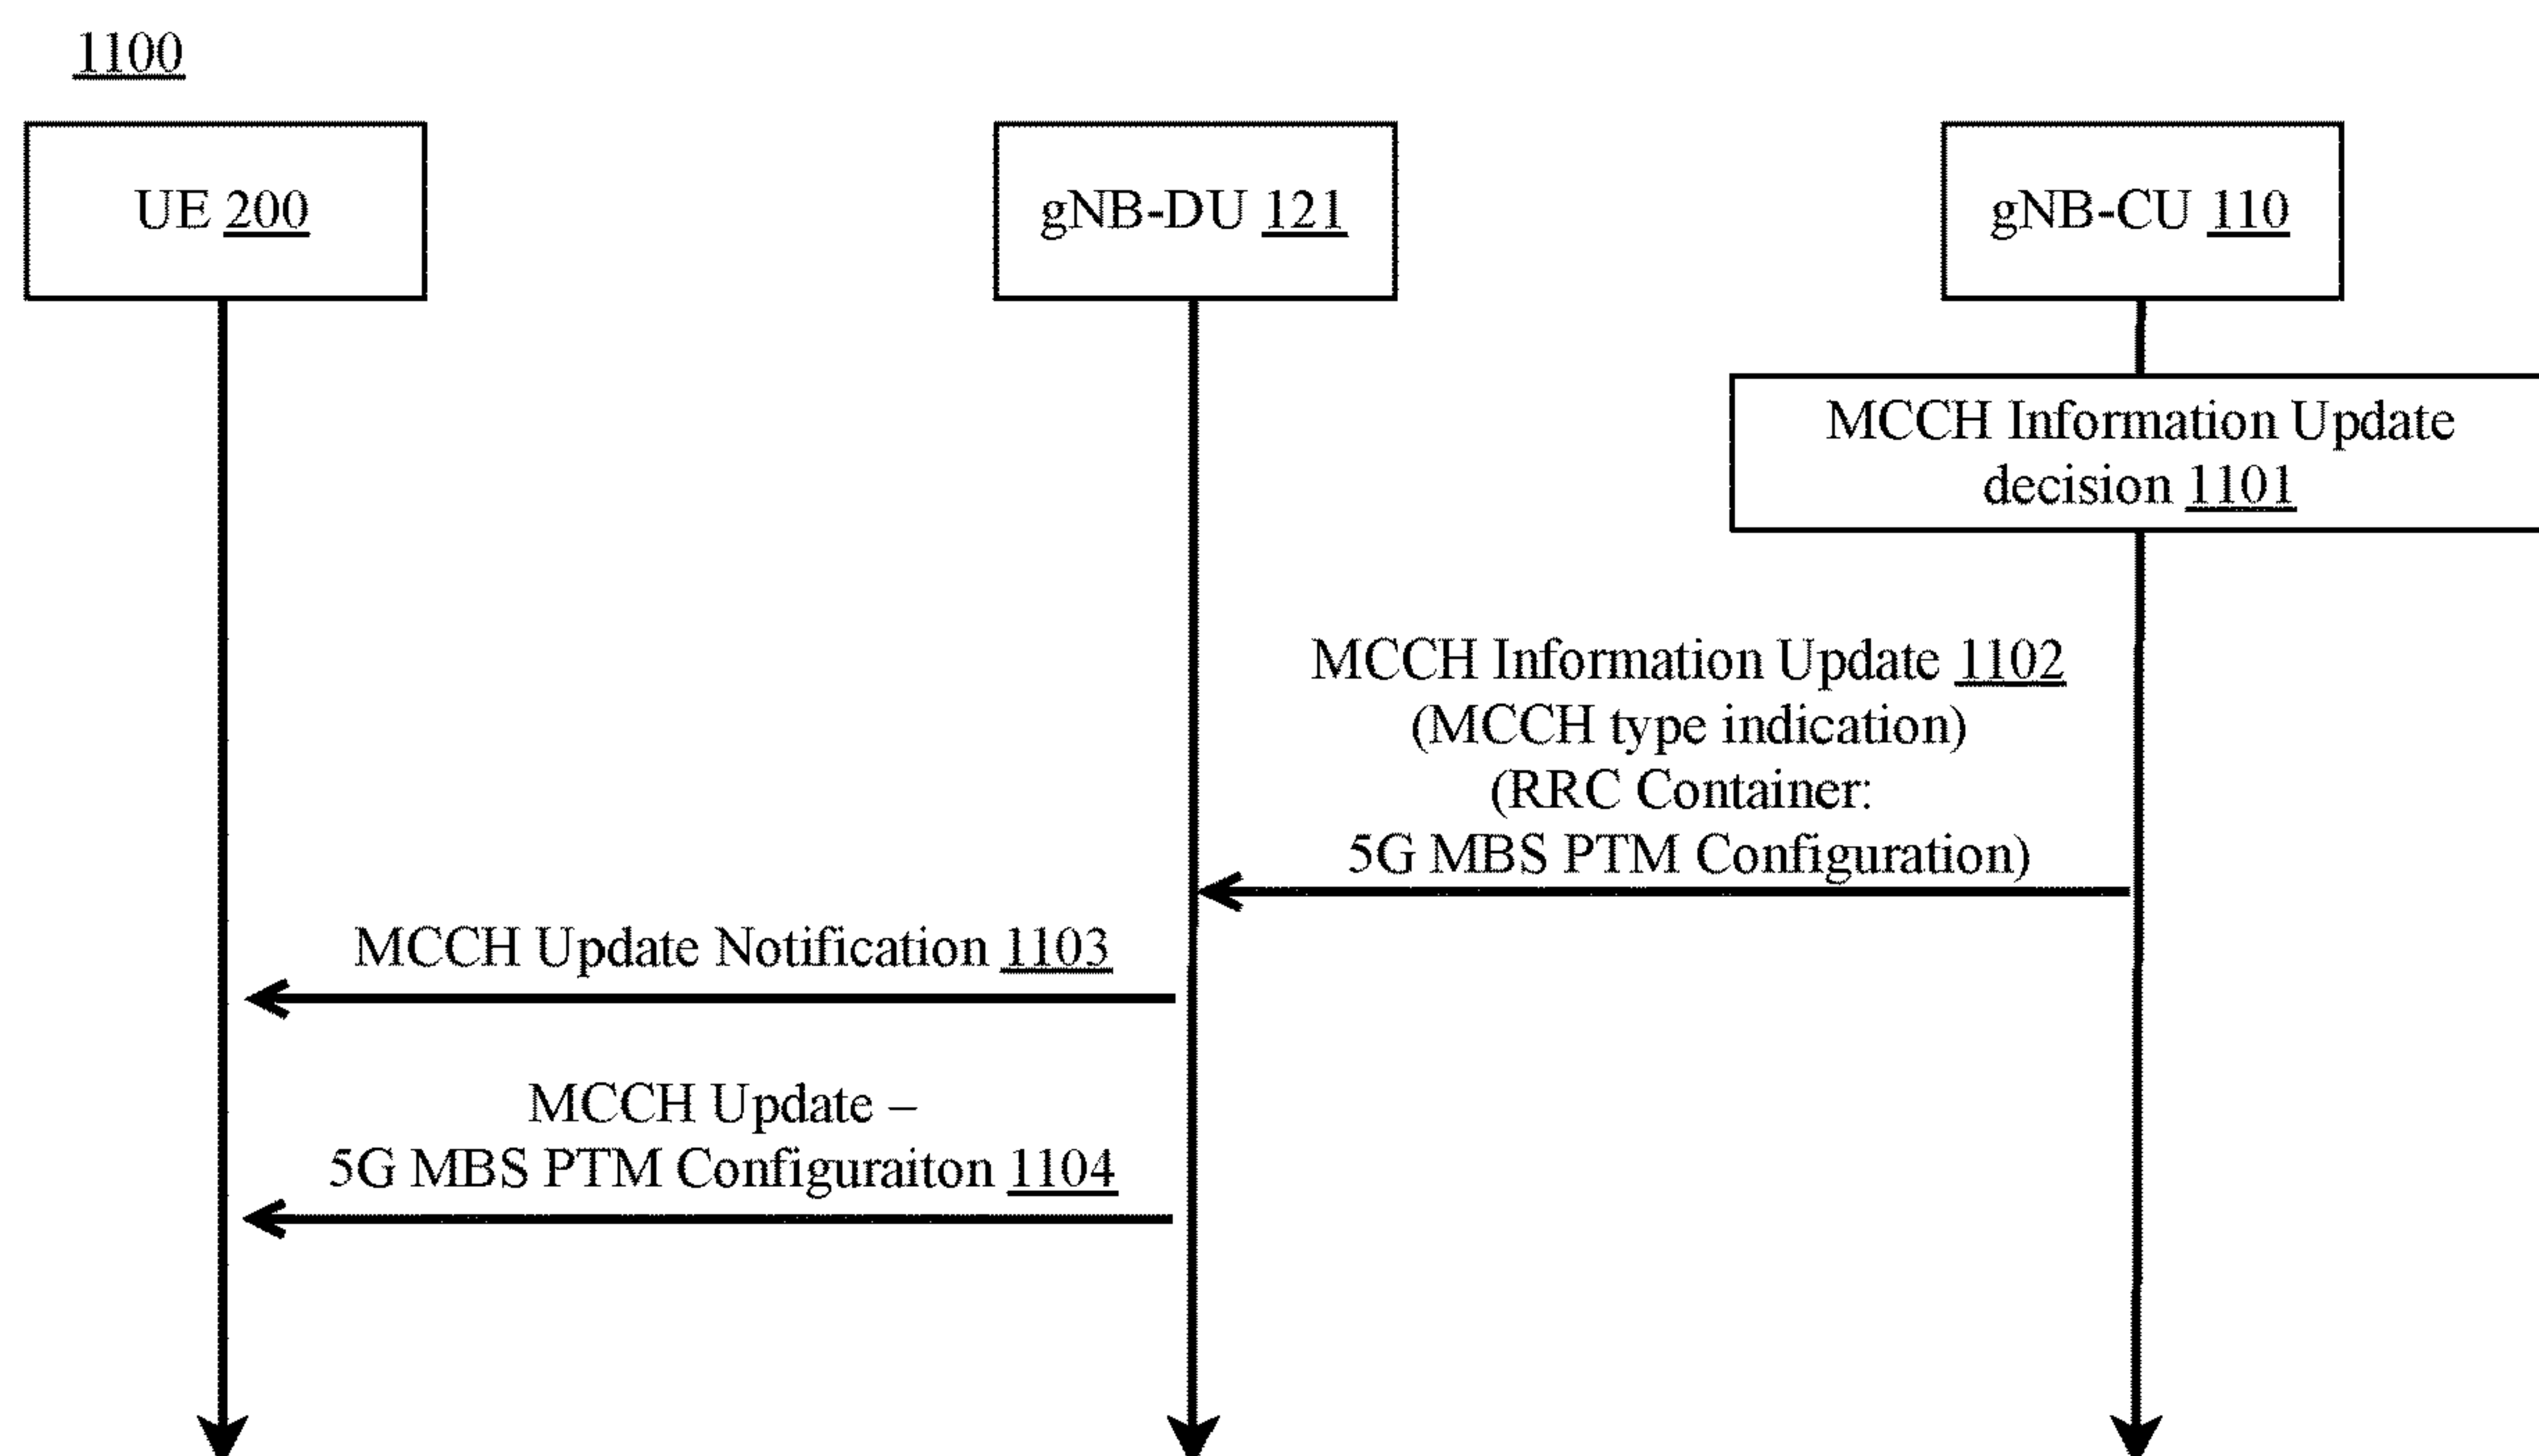 1100
UE 200
gNB-DU 121
gNB-CU 110
MCCH Information Update
decision 1101
MCCH Information Update 1102
(MCCH type indication)
(RRC Container:
5G MBS PTM Configuration)
MCCH Update Notification 1103
MCCH Update –
5G MBS PTM Configuraiton 1104